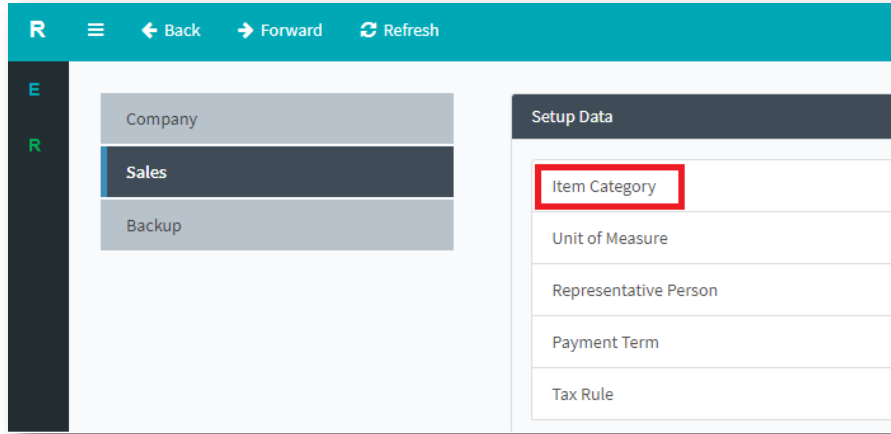 R Back Forward Refresh
E
R
Company
Sales
Backup
Setup Data
Item Category
Unit of Measure
Representative Person
Payment Term
Tax Rule